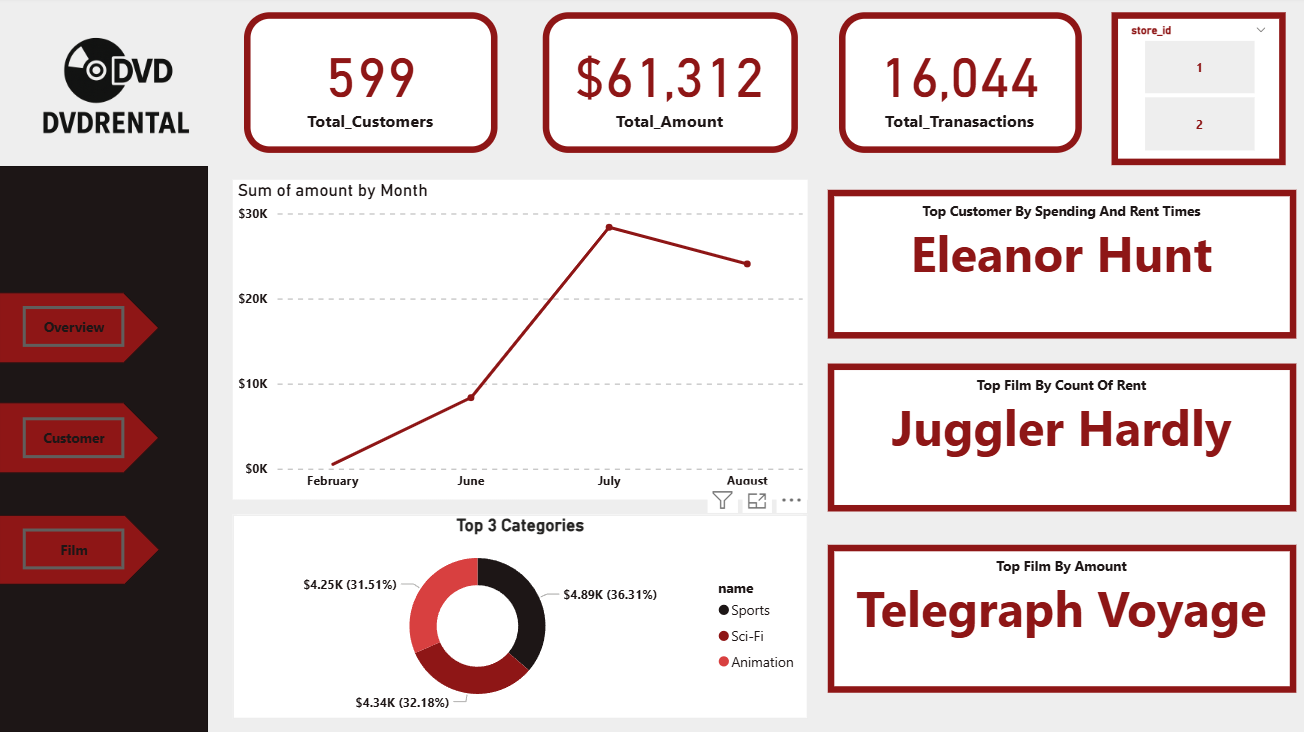 DVD
DVDRENTAL
599
Total_Customers
$61,312
Total_Amount
16,044
Total_Tranasactions
store_id
1
2
Overview
Customer
Film
Sum of amount by Month
$30K
$20K
$10K
$0K
February June July August
Top 3 Categories
$4.25K (31.51%)
$4.89K (36.31%)
$4.34K (32.18%)
name
Sports
Sci-Fi
Animation
Top Customer By Spending And Rent Times
Eleanor Hunt
Top Film By Count Of Rent
Juggler Hardly
Top Film By Amount
Telegraph Voyage